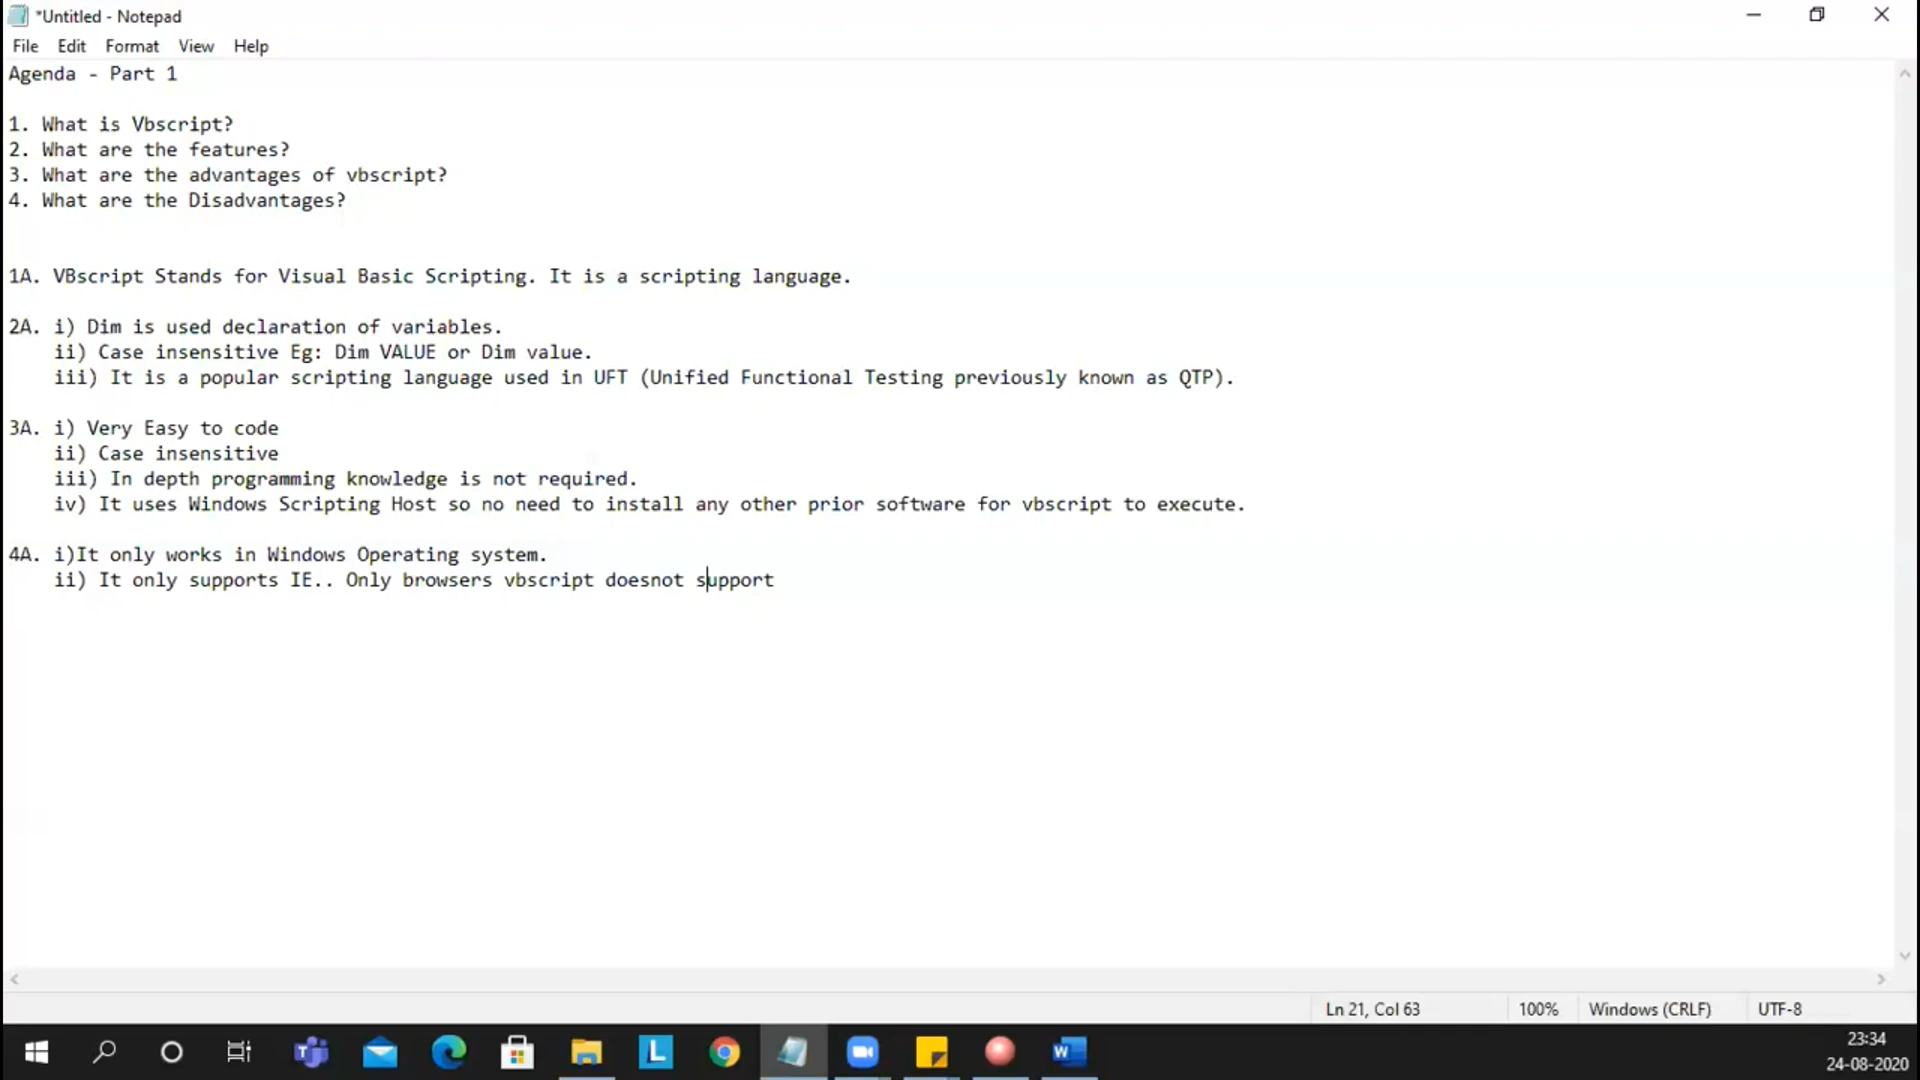 *Untitled - Notepad
File Edit Format View Help
Agenda - Part 1
1. What is Vbscript?
2. What are the features?
3. What are the advantages of vbscript?
4. What are the Disadvantages?
1A. VBscript Stands for Visual Basic Scripting. It is a scripting language.
2A. i) Dim is used declaration of variables.
ii) Case insensitive Eg: Dim VALUE or Dim value.
iii) It is a popular scripting language used in UFT (Unified Functional Testing previously known as QTP).
3A. i) Very Easy to code
ii) Case insensitive
iii) In depth programming knowledge is not required.
iv) It uses Windows Scripting Host so no need to install any other prior software for vbscript to execute.
4A. i)It only works in Windows Operating system.
ii) It only supports IE.. Only browsers vbscript doesnot support
Ln 21, Col 63 100% Windows (CRLF) UTF-8
23:34
24-08-2020